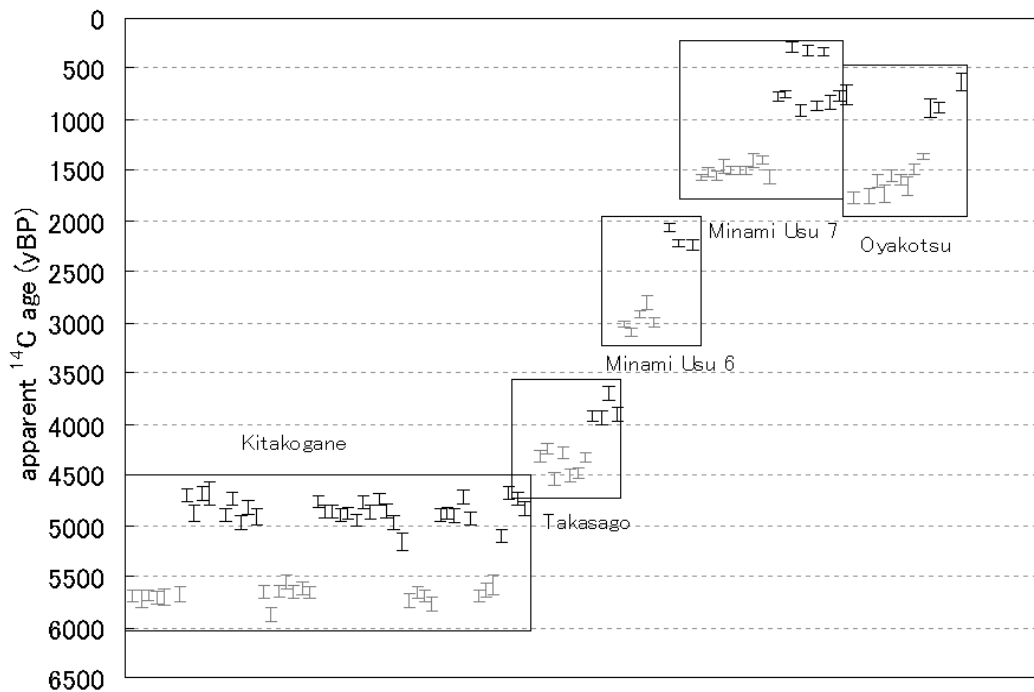 0
500
1000
1500
2000
2500
3000
3500
4000
4500
5000
5500
6000
6500
apparent ¹⁴C age (yBP)
Minami Usu 7
Oyakotsu
Minami Usu 6
Kitakogane
Takasago